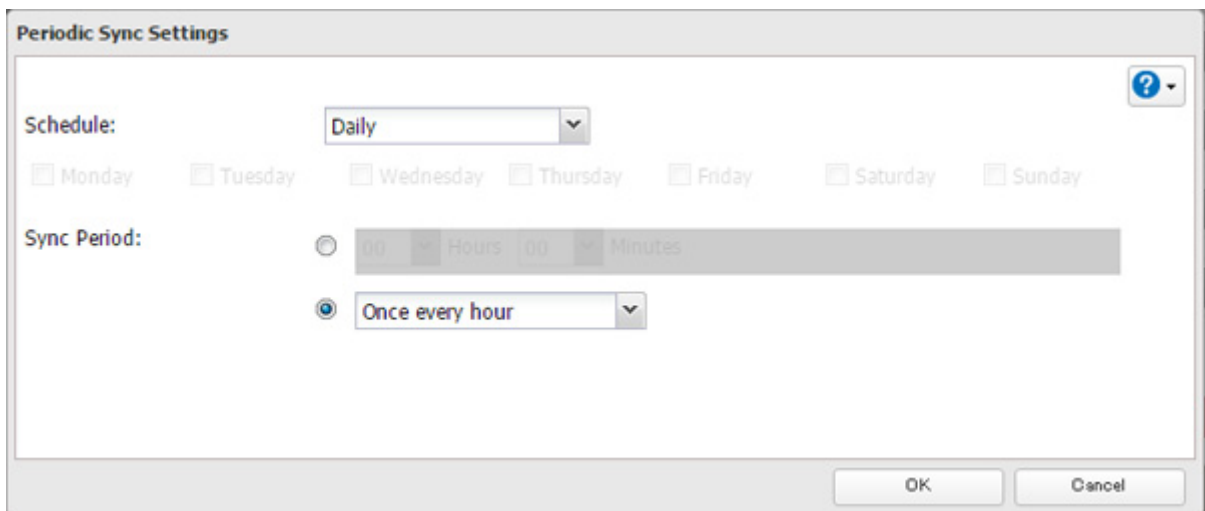 Periodic Sync Settings
?
Schedule: Daily
Monday Tuesday Wednesday Thursday Friday Saturday Sunday
Sync Period: 00 Hours 00 Minutes
Once every hour
OK Cancel